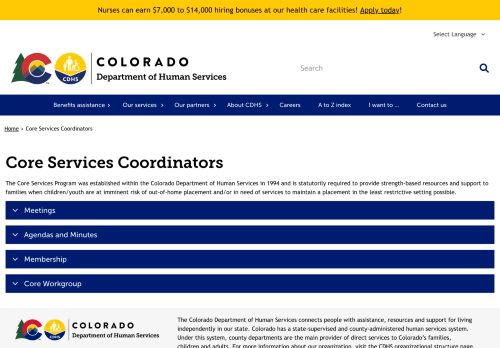 Nurses can earn $7,000 to $14,000 hiring bonuses at our health care facilities! Apply today!
Select Language
CDHS
COLORADO
Department of Human Services
Search
Benefits assistance
Our services
Our partners
About CDHS
Careers
A to Z index
I want to ...
Contact us
Home › Core Services Coordinators
Core Services Coordinators
The Core Services Program was established within the Colorado Department of Human Services in 1994 and is statutorily required to provide strength-based resources and support to
families when children/youth are at imminent risk of out-of-home placement and/or in need of services to maintain a placement in the least restrictive setting possible.
Meetings
Agendas and Minutes
Membership
Core Workgroup
CDHS
COLORADO
Department of Human Services
The Colorado Department of Human Services connects people with assistance, resources and support for living
independently in our state. Colorado has a state-supervised and county-administered human services system.
Under this system, county departments are the main provider of direct services to Colorado's families,
children and adults. For more information about our organization, visit the CDHS organizational structure page.